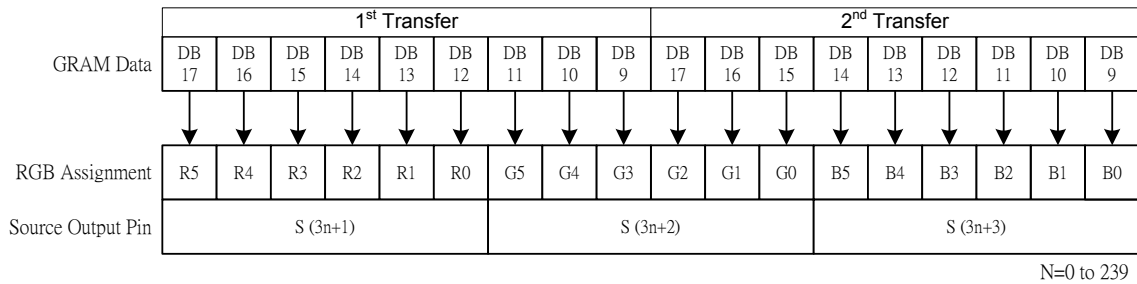 1st Transfer 2nd Transfer
GRAM Data DB 17 DB 16 DB 15 DB 14 DB 13 DB 12 DB 11 DB 10 DB 9 DB 17 DB 16 DB 15 DB 14 DB 13 DB 12 DB 11 DB 10 DB 9
RGB Assignment R5 R4 R3 R2 R1 R0 G5 G4 G3 G2 G1 G0 B5 B4 B3 B2 B1 B0
Source Output Pin S (3n+1) S (3n+2) S (3n+3)
N=0 to 239